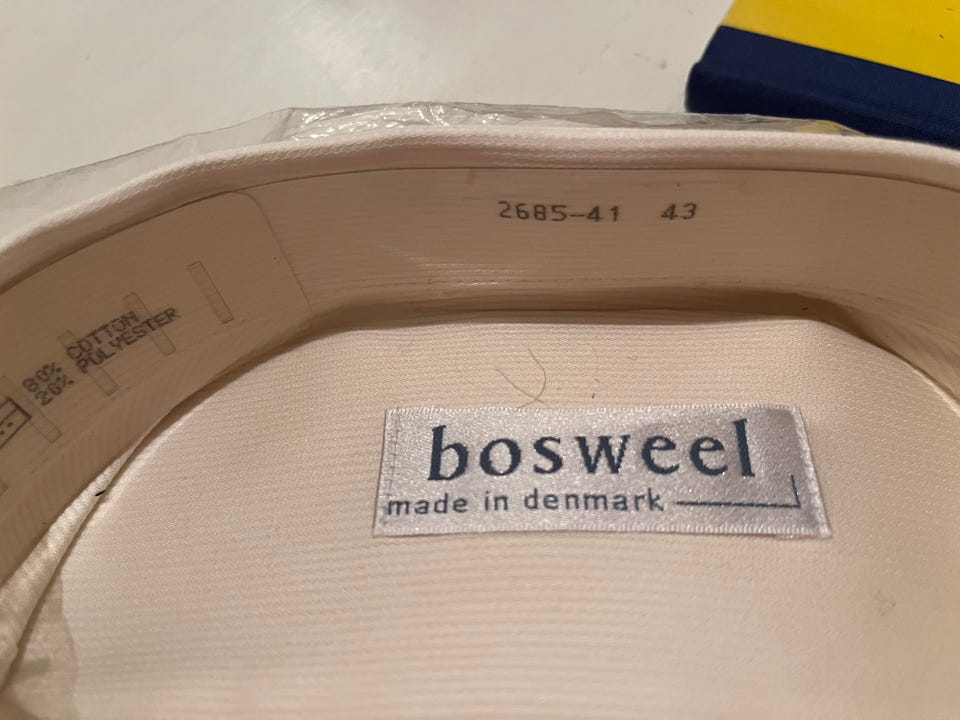 2685-41 43
80% COTTON
20% POLYESTER
bosweel
made in denmark